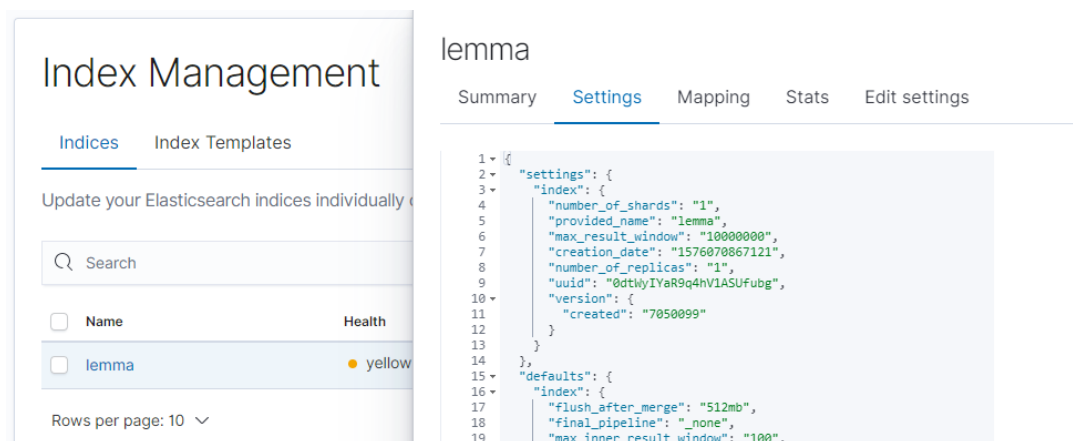 Index Management
Indices Index Templates
Update your Elasticsearch indices individually
Search
Name Health
lemma yellow
Rows per page: 10
lemma
Summary Settings Mapping Stats Edit settings
1 {
2 "settings": {
3 "index": {
4 "number_of_shards": "1",
5 "provided_name": "lemma",
6 "max_result_window": "10000000",
7 "creation_date": "1576070867121",
8 "number_of_replicas": "1",
9 "uuid": "0dtWyIYaR9q4hV1ASUfubg",
10 "version": {
11 "created": "7050099"
12 }
13 }
14 },
15 "defaults": {
16 "index": {
17 "flush_after_merge": "512mb",
18 "final_pipeline": "_none",
19 "max_inner_result_window": "100",